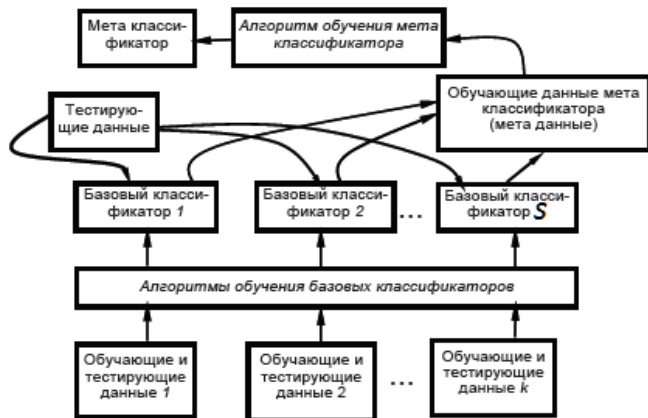 Мета класси-
фикатор
Алгоритм обучения мета
классификатора
Тестирую-
щие данные
Обучающие данные мета
классификатора
(мета данные)
Базовый класси-
фикатор 1
Базовый класси-
фикатор 2
...
Базовый класси-
фикатор S
Алгоритмы обучения базовых классификаторов
Обучающие и
тестирующие
данные 1
Обучающие и
тестирующие
данные 2
...
Обучающие и
тестирующие
данные k